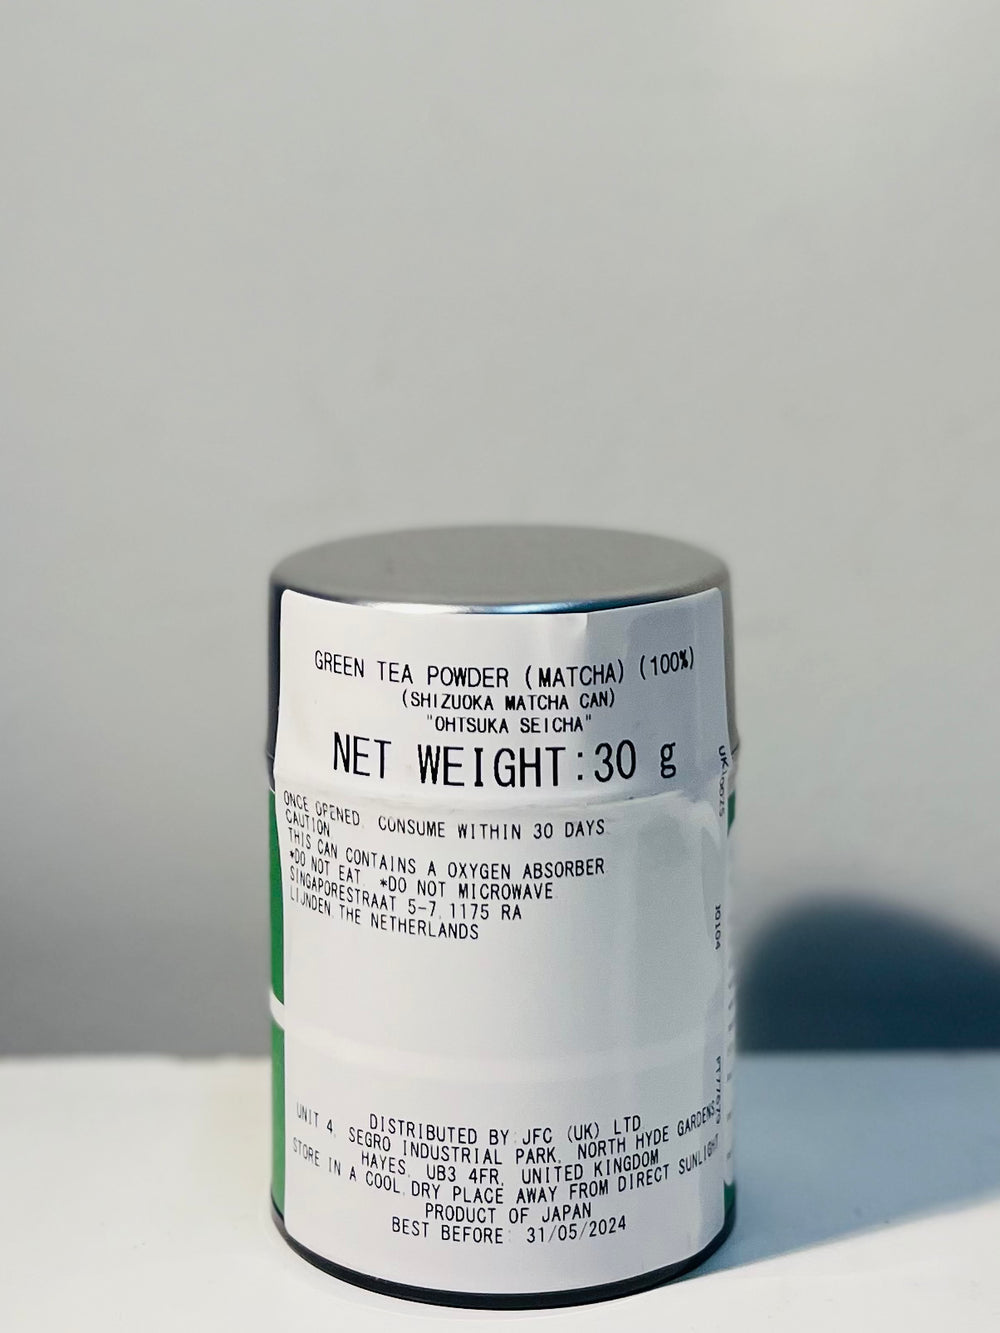 GREEN TEA POWDER (MATCHA) (100%)
(SHIZUOKA MATCHA CAN)
"OHTSUKA SEICHA"
NET WEIGHT:30 g
ONCE OPENED, CONSUME WITHIN 30 DAYS
CAUTION
THIS CAN CONTAINS A OXYGEN ABSORBER
*DO NOT EAT *DO NOT MICROWAVE
SINGAPORESTRAAT 5-7, 1175 RA
LIJNDEN, THE NETHERLANDS
DISTRIBUTED BY:JFC (UK) LTD
UNIT 4, SEGRO INDUSTRIAL PARK, NORTH HYDE GARDENS,
HAYES, UB3 4FR, UNITED KINGDOM
STORE IN A COOL,DRY PLACE AWAY FROM DIRECT SUNLIGHT
PRODUCT OF JAPAN
BEST BEFORE: 31/05/2024